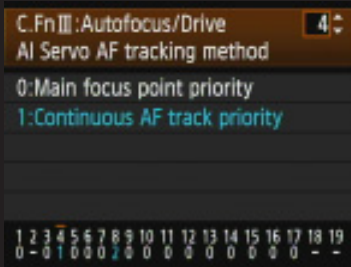 C.FnⅢ:Autofocus/Drive 4
AI Servo AF tracking method
0:Main focus point priority
1:Continuous AF track priority
1 2 3 4 5 6 7 8 9 10 11 12 13 14 15 16 17 18 19
0 - 0 1 0 0 0 2 0 0 0 0 0 0 0 0 0 - -